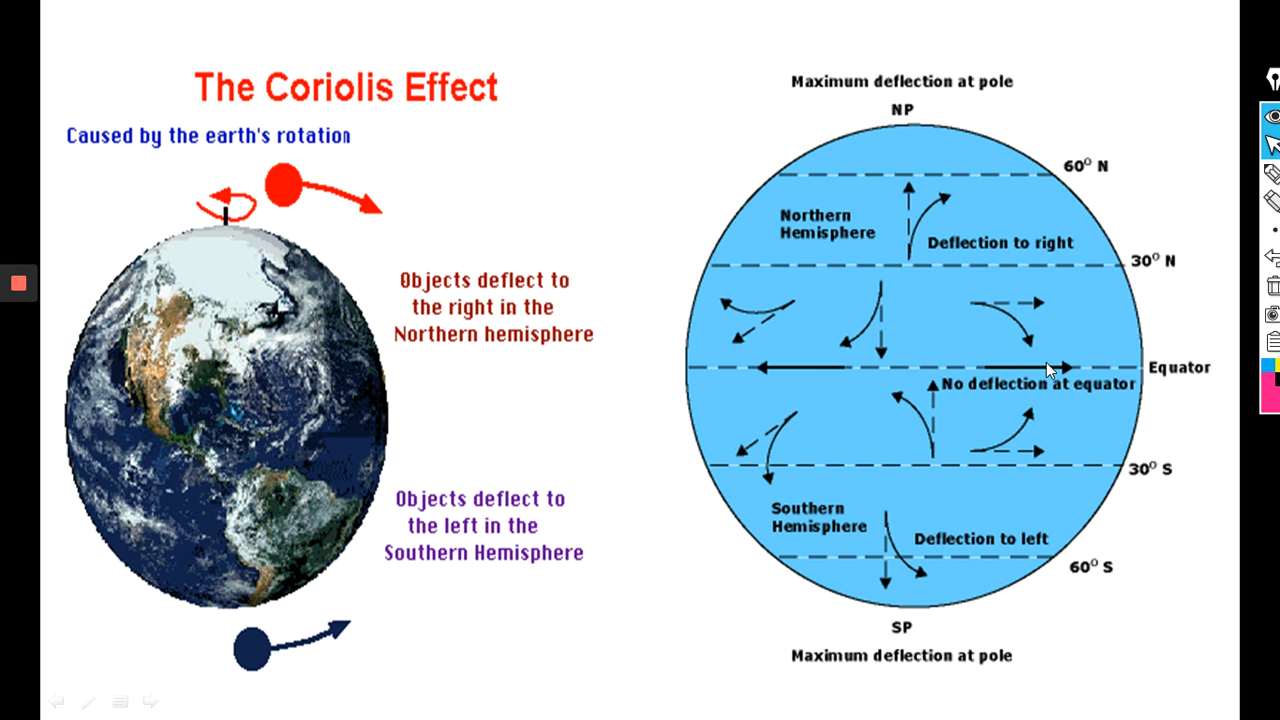 The Coriolis Effect
Caused by the earth's rotation
Objects deflect to
the right in the
Northern hemisphere
Objects deflect to
the left in the
Southern Hemisphere
Maximum deflection at pole
NP
60° N
Northern
Hemisphere
Deflection to right
30° N
Equator
No deflection at equator
30° S
Southern
Hemisphere
Deflection to left
60° S
SP
Maximum deflection at pole